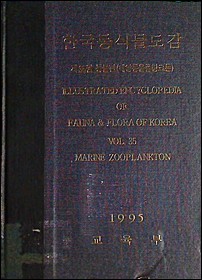 한국동식물도감
ILLUSTRATED ENCYCLOPEDIA
OF
FAUNA & FLORA OF KOREA
VOL. 35
MARINE ZOOPLANKTON
1995
교육부